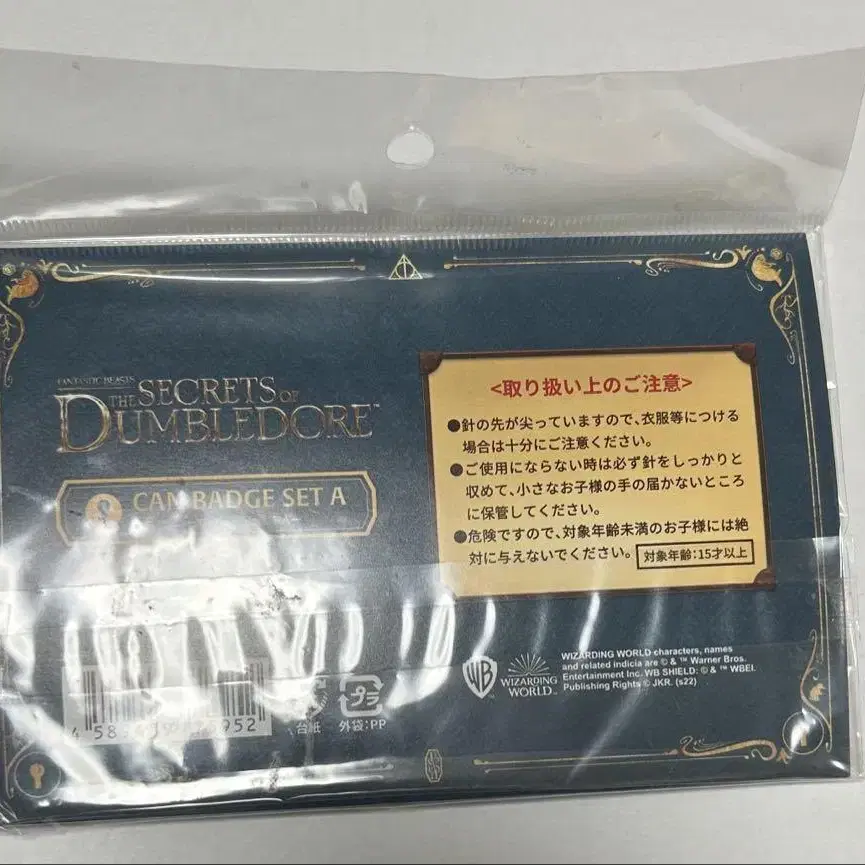 FANTASTIC BEASTS
THE SECRETS OF
DUMBLEDORE™
CAN BADGE SET A
<取り扱い上のご注意>
●針の先が尖っていますので、衣服等につける
場合は十分にご注意ください。
●ご使用にならない時は必ず針をしっかりと
収めて、小さなお子様の手の届かないところ
に保管してください。
●危険ですので、対象年齢未満のお子様には絶
対に与えないでください。
対象年齢:15才以上
台紙
プラ
外袋:PP
WB
WIZARDING
WORLD
WIZARDING WORLD characters, names
and related indicia are © & ™ Warner Bros.
Entertainment Inc. WB SHIELD: © & ™ WBEI.
Publishing Rights © JKR. (s22)